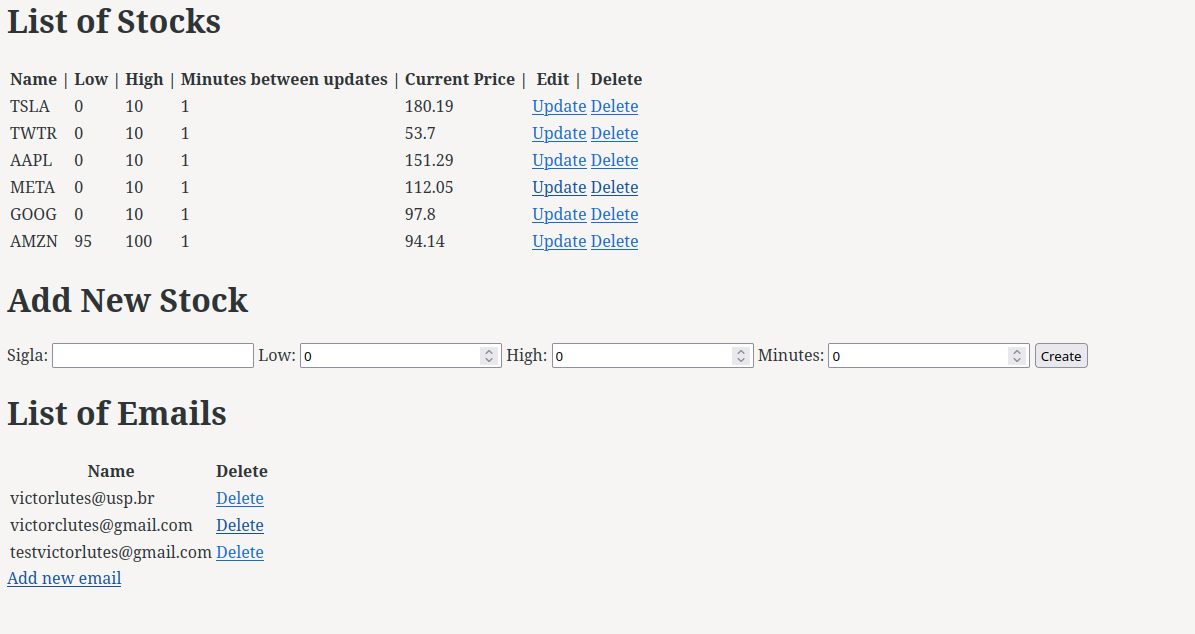 List of Stocks
Name | Low | High | Minutes between updates | Current Price | Edit | Delete
TSLA 0 10 1 180.19 Update Delete
TWTR 0 10 1 53.7 Update Delete
AAPL 0 10 1 151.29 Update Delete
META 0 10 1 112.05 Update Delete
GOOG 0 10 1 97.8 Update Delete
AMZN 95 100 1 94.14 Update Delete
Add New Stock
Sigla: Low: 0 High: 0 Minutes: 0 Create
List of Emails
Name Delete
victorlutes@usp.br Delete
victorclutes@gmail.com Delete
testvictorlutes@gmail.com Delete
Add new email